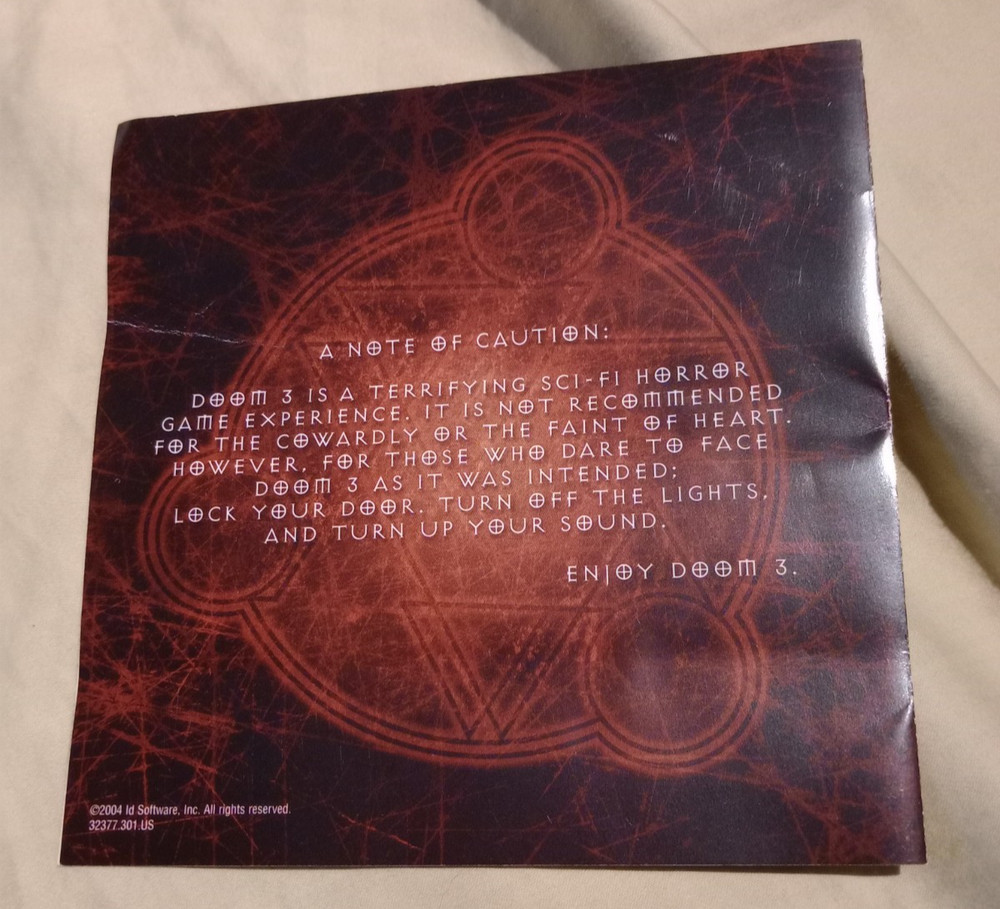 A NOTE OF CAUTION:
DOOM 3 IS A TERRIFYING SCI-FI HORROR
GAME EXPERIENCE. IT IS NOT RECOMMENDED
FOR THE COWARDLY OR THE FAINT OF HEART.
HOWEVER, FOR THOSE WHO DARE TO FACE
DOOM 3 AS IT WAS INTENDED;
LOCK YOUR DOOR. TURN OFF THE LIGHTS.
AND TURN UP YOUR SOUND.
ENJOY DOOM 3.
©2004 Id Software, Inc. All rights reserved.
32377.301.US